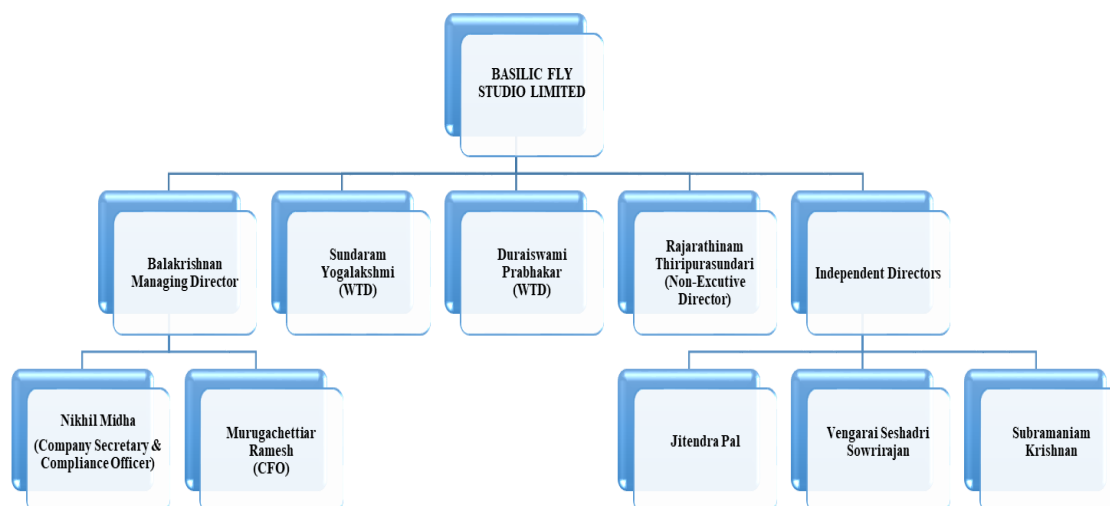 BASILIC FLY
STUDIO LIMITED
Balakrishnan
Managing Director
Sundaram
Yogalakshmi
(WTD)
Duraiswami
Prabhakar
(WTD)
Rajarathinam
Thiripurasundari
(Non-Excutive
Director)
Independent Directors
Nikhil Midha
(Company Secretary &
Compliance Officer)
Murugachettiar
Ramesh
(CFO)
Jitendra Pal
Vengarai Seshadri
Sowrirajan
Subramaniam
Krishnan